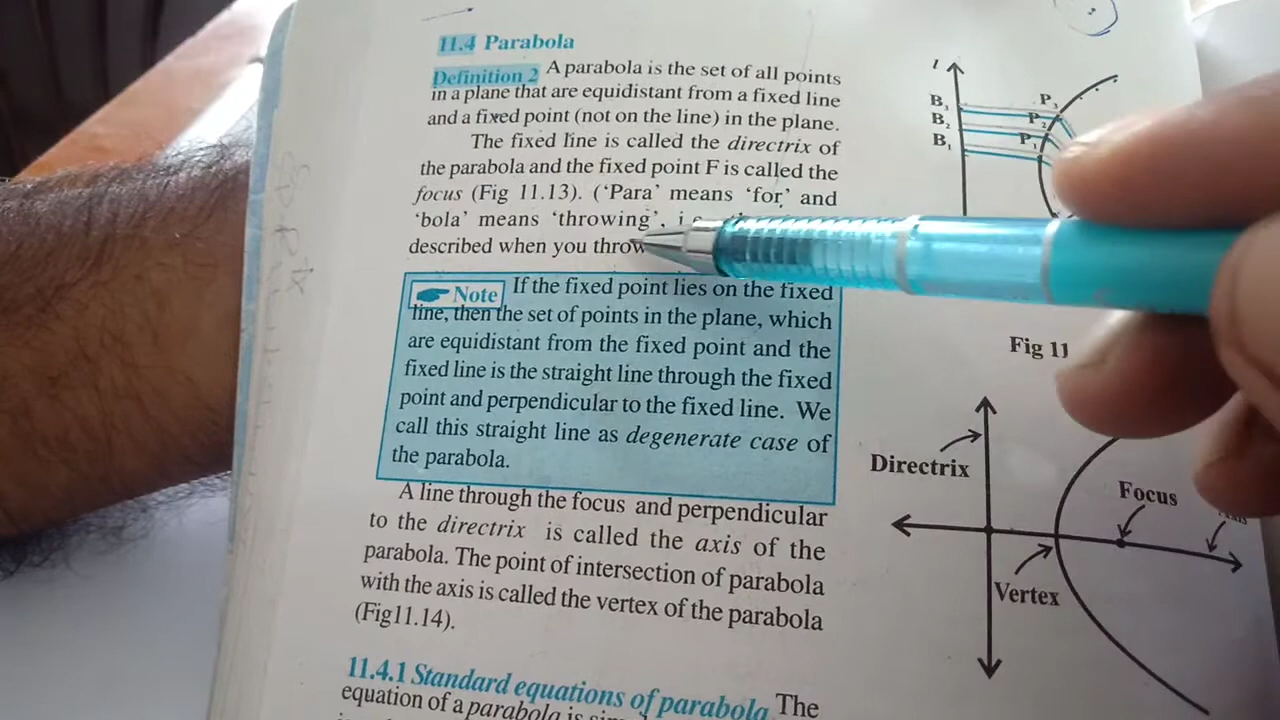 11.4 Parabola
Definition 2 A parabola is the set of all points
in a plane that are equidistant from a fixed line
and a fixed point (not on the line) in the plane.
The fixed line is called the directrix of
the parabola and the fixed point F is called the
focus (Fig 11.13). (‘Para’ means ‘for’ and
‘bola’ means ‘throwing’, i
described when you throw
Note If the fixed point lies on the fixed
line, then the set of points in the plane, which
are equidistant from the fixed point and the
fixed line is the straight line through the fixed
point and perpendicular to the fixed line. We
call this straight line as degenerate case of
the parabola.
A line through the focus and perpendicular
to the directrix is called the axis of the
parabola. The point of intersection of parabola
with the axis is called the vertex of the parabola
(Fig11.14).
11.4.1 Standard equations of parabola The
equation of a parabola is
l
B3
P3
B2
P2
B1
P1
Fig 11
Directrix
Focus
Vertex